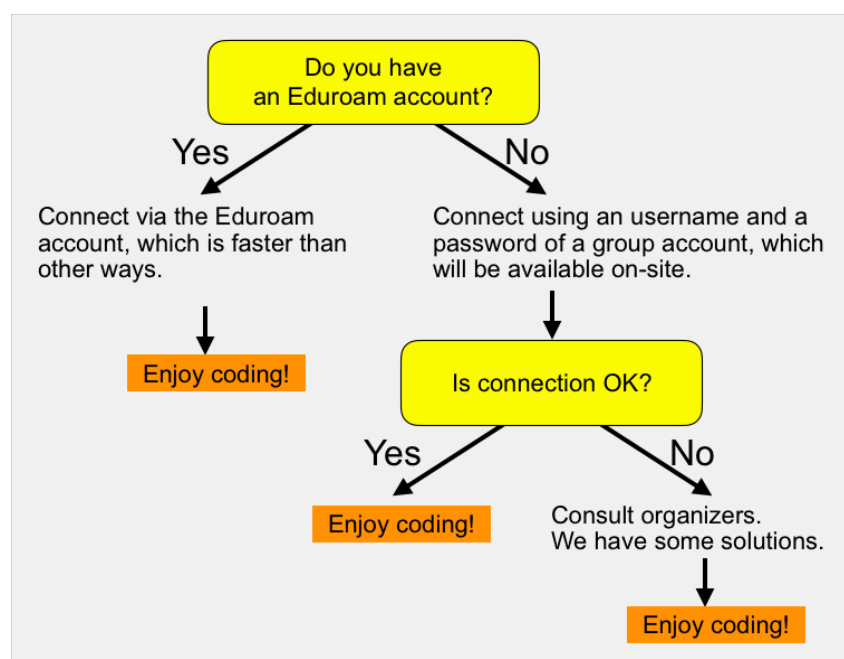 Do you have
an Eduroam account?
Yes
No
Connect via the Eduroam
account, which is faster than
other ways.
Connect using an username and a
password of a group account, which
will be available on-site.
Enjoy coding!
Is connection OK?
Yes
No
Enjoy coding!
Consult organizers.
We have some solutions.
Enjoy coding!